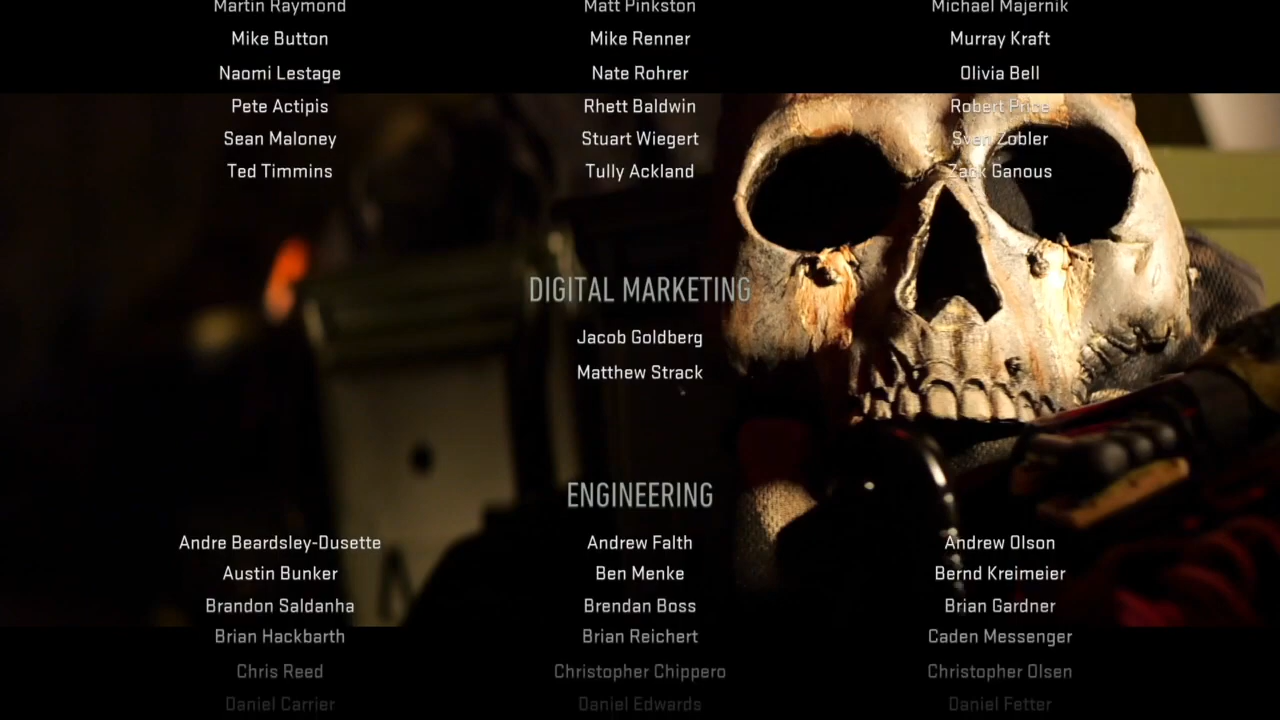 Martin Raymond Matt Pinkston Michael Majernik
Mike Button Mike Renner Murray Kraft
Naomi Lestage Nate Rohrer Olivia Bell
Pete Actipis Rhett Baldwin Robert Price
Sean Maloney Stuart Wiegert Sven Zobler
Ted Timmins Tully Ackland Zack Ganous
DIGITAL MARKETING
Jacob Goldberg
Matthew Strack
ENGINEERING
Andre Beardsley-Dusette Andrew Falth Andrew Olson
Austin Bunker Ben Menke Bernd Kreimeier
Brandon Saldanha Brendan Boss Brian Gardner
Brian Hackbarth Brian Reichert Caden Messenger
Chris Reed Christopher Chippero Christopher Olsen
Daniel Carrier Daniel Edwards Daniel Fetter